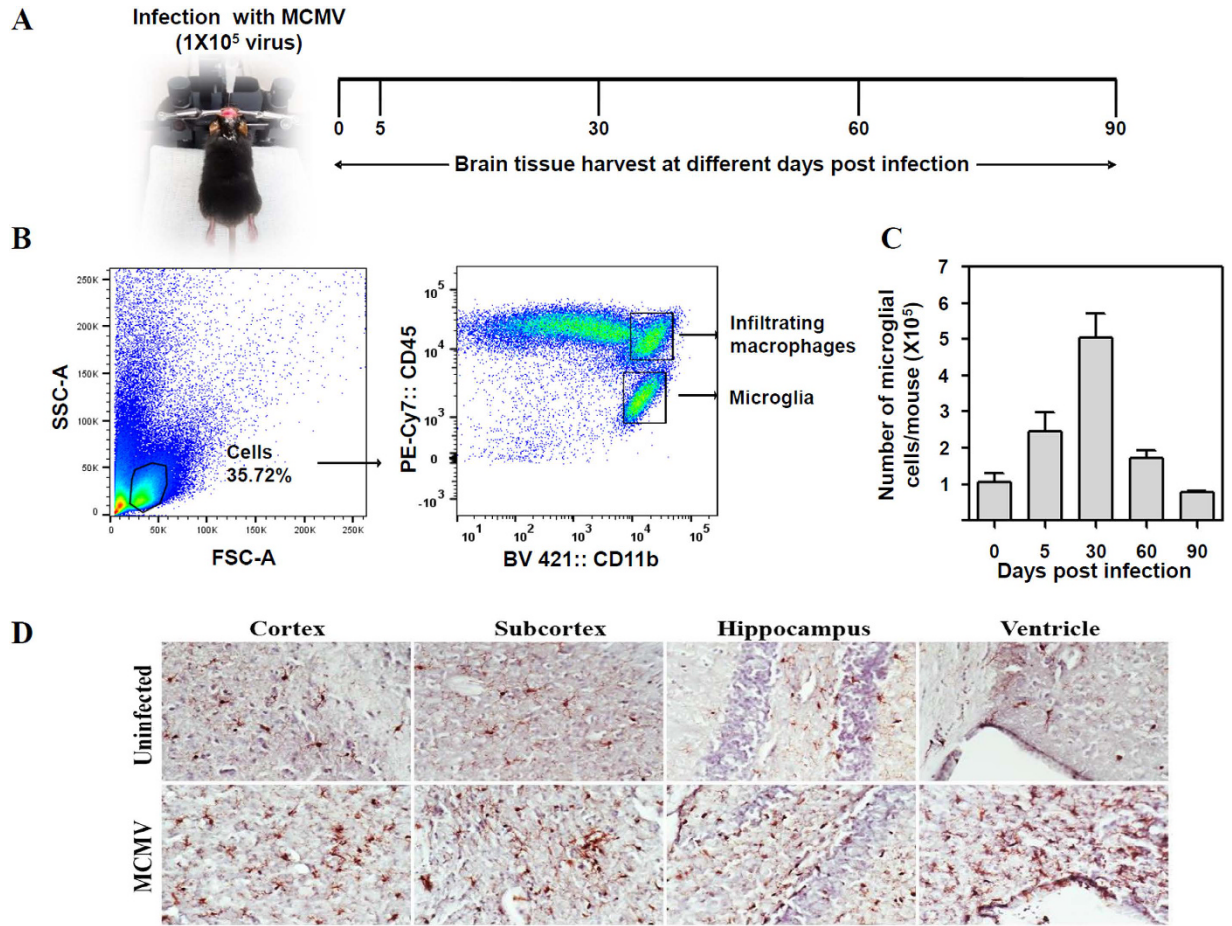 A
Infection with MCMV
(1X10⁵ virus)
0 5 30 60 90
Brain tissue harvest at different days post infection
B
250K
200K
150K
100K
50K
0
SSC-A
Cells
35.72%
0 50K 100K 150K 200K 250K
FSC-A
10⁵
10⁴
10³
0
-10³
PE-Cy7:: CD45
10¹ 10² 10³ 10⁴ 10⁵
BV 421:: CD11b
Infiltrating
macrophages
Microglia
C
Number of microglial
cells/mouse (X10⁵)
7
6
5
4
3
2
1
0 5 30 60 90
Days post infection
D
Cortex Subcortex Hippocampus Ventricle
Uninfected
MCMV